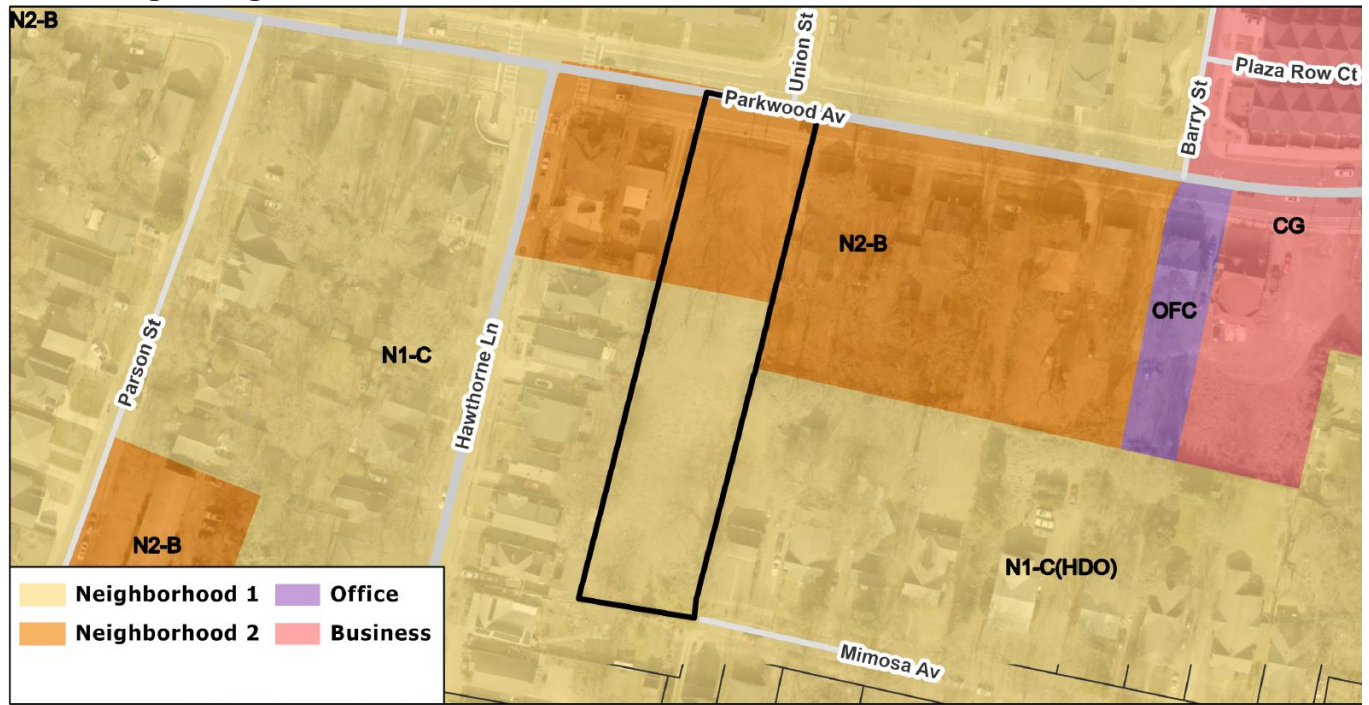 N2-B
Union St
Plaza Row Ct
Parkwood Av
Barry St
CG
N2-B
OFC
N1-C
Parson St
Hawthorne Ln
N2-B
N1-C(HDO)
Mimosa Av
Neighborhood 1
Office
Neighborhood 2
Business